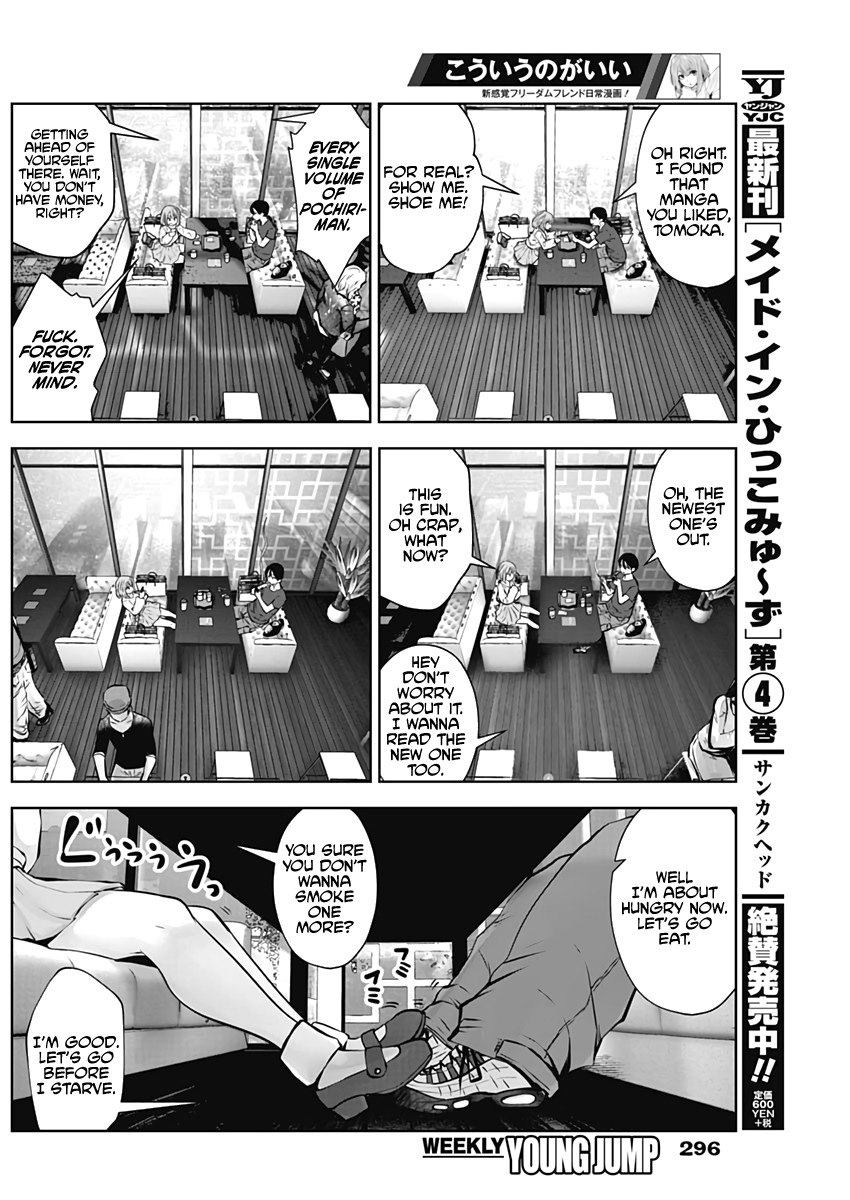 こういうのがいい
新感覚フリーダムフレンド日常漫画！
OH RIGHT.
I FOUND
THAT
MANGA
YOU LIKED,
TOMOKA.
FOR REAL?
SHOW ME.
SHOE ME!
EVERY
SINGLE
VOLUME
OF
POCHIRI-
MAN.
GETTING
AHEAD OF
YOURSELF
THERE. WAIT,
YOU DON'T
HAVE MONEY,
RIGHT?
FUCK.
FORGOT.
NEVER
MIND.
OH, THE
NEWEST
ONE'S
OUT.
THIS
IS FUN.
OH CRAP,
WHAT
NOW?
HEY
DON'T
WORRY
ABOUT IT.
I WANNA
READ THE
NEW ONE
TOO.
WELL
I'M ABOUT
HUNGRY NOW.
LET'S GO
EAT.
YOU SURE
YOU DON'T
WANNA
SMOKE
ONE
MORE?
フミフミ
ぐぅぅぅぅっ
I'M GOOD.
LET'S GO
BEFORE
I STARVE.
YJ
ヤンジャン
YJC
最新刊
[メイド・イン・ひっこみゅ～ず]第④巻
サンカクヘッド
絶賛発売中!!
定価
600
YEN
+税
WEEKLY YOUNG JUMP 296